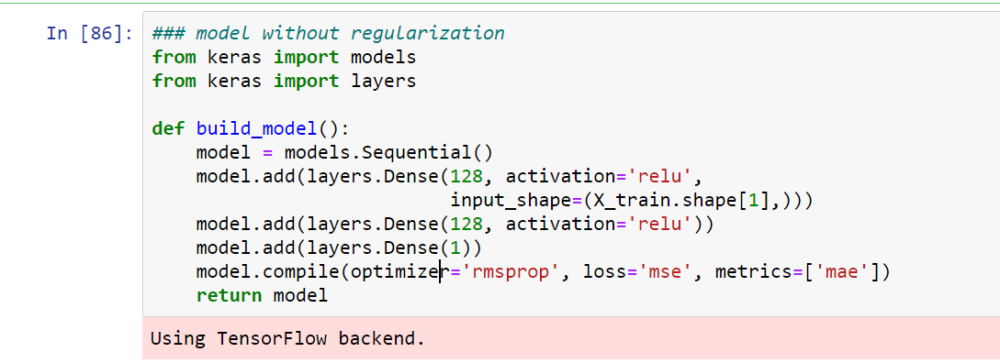 In [86]: ### model without regularization
from keras import models
from keras import layers

def build_model():
    model = models.Sequential()
    model.add(layers.Dense(128, activation='relu',
                           input_shape=(X_train.shape[1],)))
    model.add(layers.Dense(128, activation='relu'))
    model.add(layers.Dense(1))
    model.compile(optimizer='rmsprop', loss='mse', metrics=['mae'])
    return model
Using TensorFlow backend.